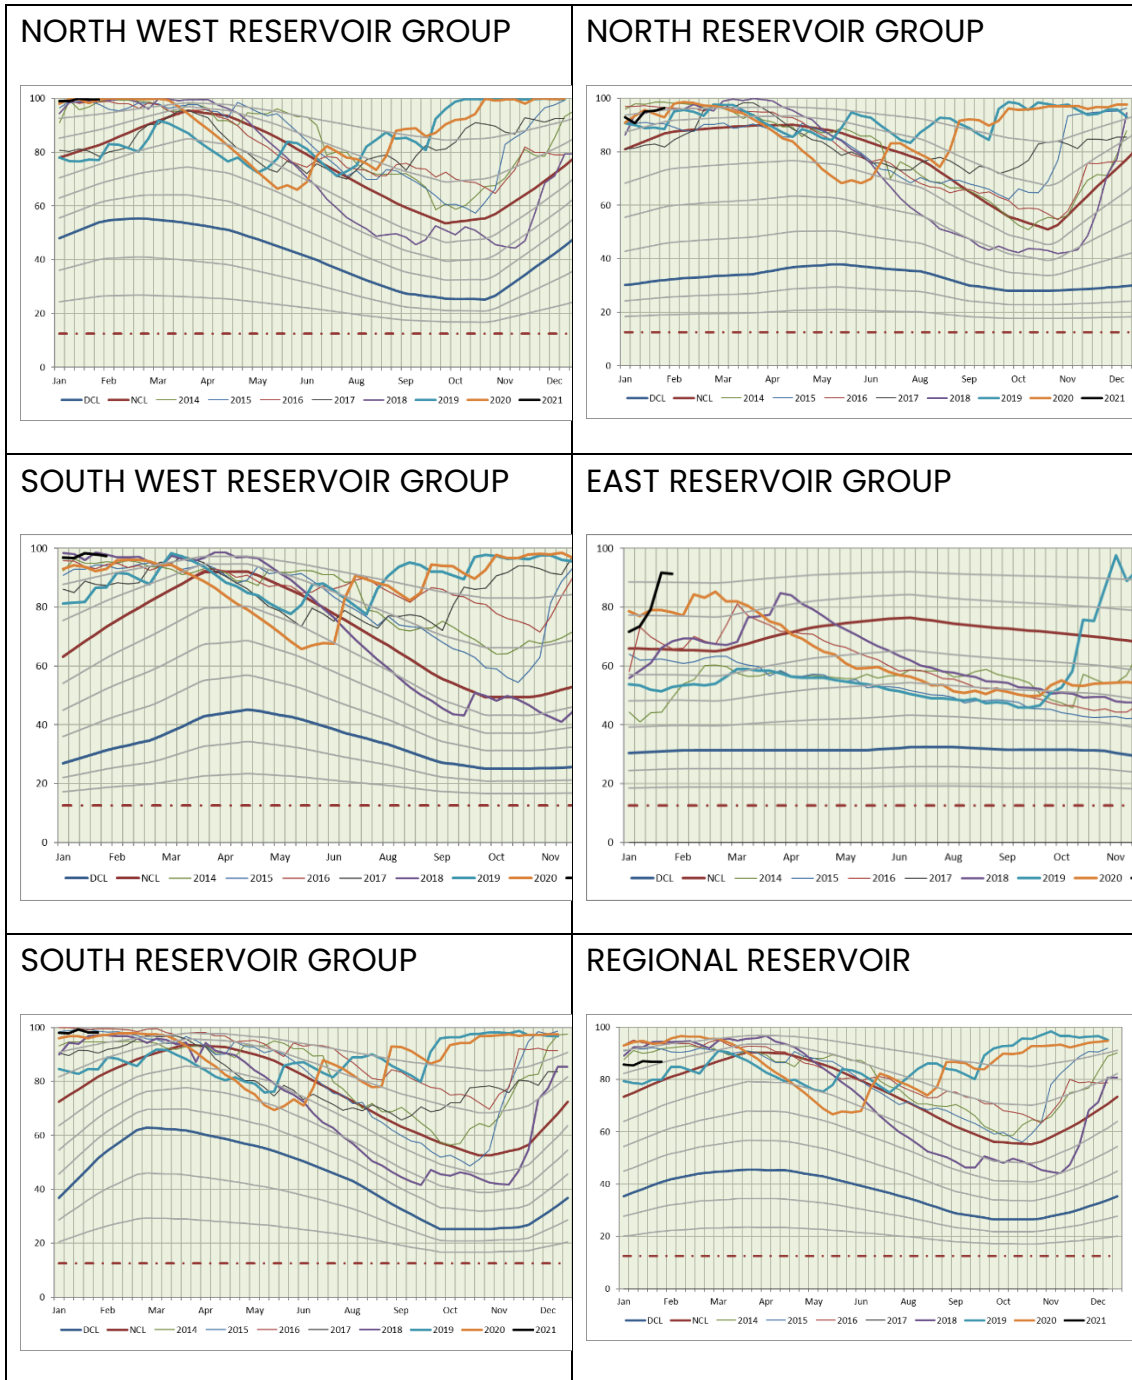 NORTH WEST RESERVOIR GROUP
100
80
60
40
20
0
Jan Feb Mar Apr May Jun Jul Aug Sep Oct Nov Dec
DCL NCL 2014 2015 2016 2017 2018 2019 2020 2021
NORTH RESERVOIR GROUP
100
80
60
40
20
0
Jan Feb Mar Apr May Jun Aug Sep Oct Nov Dec
DCL NCL 2014 2015 2016 2017 2018 2019 2020 2021
SOUTH WEST RESERVOIR GROUP
100
80
60
40
20
0
Jan Feb Mar Apr May Jun Aug Sep Oct Nov
DCL NCL 2014 2015 2016 2017 2018 2019 2020
EAST RESERVOIR GROUP
100
80
60
40
20
0
Jan Feb Mar Apr May Jun Aug Sep Oct Nov
DCL NCL 2014 2015 2016 2017 2018 2019 2020
SOUTH RESERVOIR GROUP
100
80
60
40
20
0
Jan Feb Mar Apr May Jun Aug Sep Oct Nov Dec
DCL NCL 2014 2015 2016 2017 2018 2019 2020 2021
REGIONAL RESERVOIR
100
80
60
40
20
0
Jan Feb Mar Apr May Jun Aug Sep Oct Nov Dec
DCL NCL 2014 2015 2016 2017 2018 2019 2020 2021